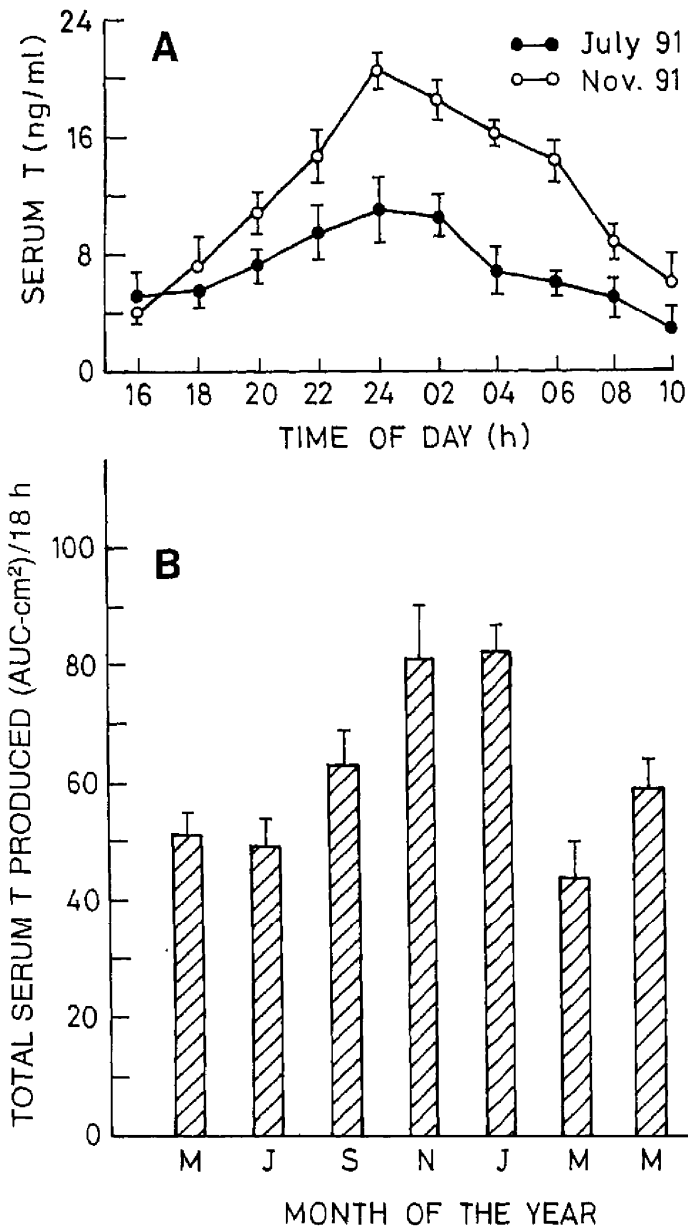 A
July 91
Nov. 91
SERUM T (ng/ml)
24
16
8
0
16 18 20 22 24 02 04 06 08 10
TIME OF DAY (h)
B
TOTAL SERUM T PRODUCED (AUC-cm²)/18 h
100
80
60
40
20
0
M J S N J M M
MONTH OF THE YEAR